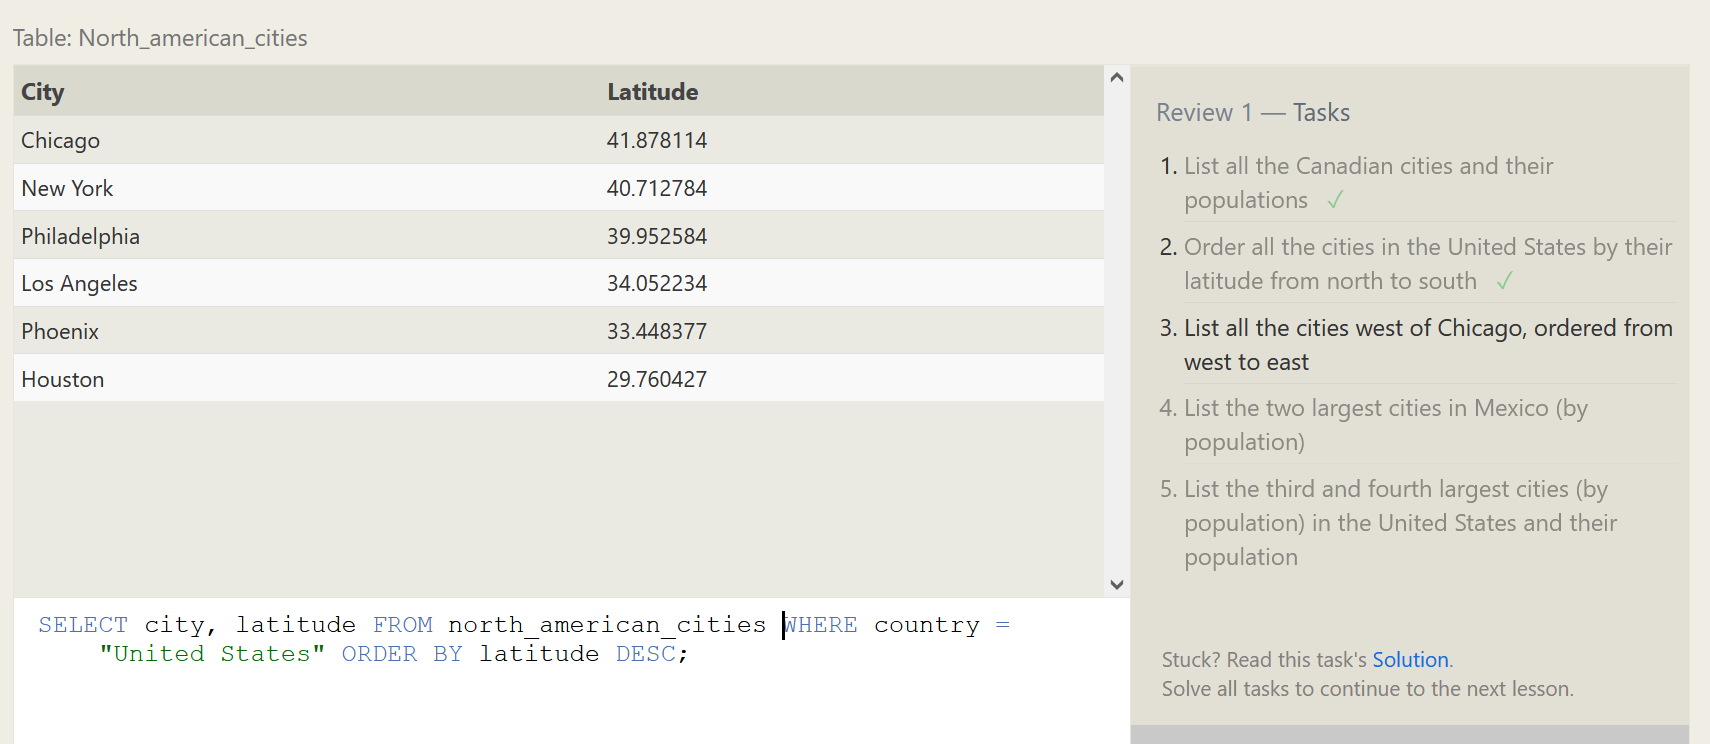 Table: North_american_cities
City Latitude
Chicago 41.878114
New York 40.712784
Philadelphia 39.952584
Los Angeles 34.052234
Phoenix 33.448377
Houston 29.760427
SELECT city, latitude FROM north_american_cities WHERE country =
"United States" ORDER BY latitude DESC;
Review 1 — Tasks
1. List all the Canadian cities and their
populations ✓
2. Order all the cities in the United States by their
latitude from north to south ✓
3. List all the cities west of Chicago, ordered from
west to east
4. List the two largest cities in Mexico (by
population)
5. List the third and fourth largest cities (by
population) in the United States and their
population
Stuck? Read this task's Solution.
Solve all tasks to continue to the next lesson.